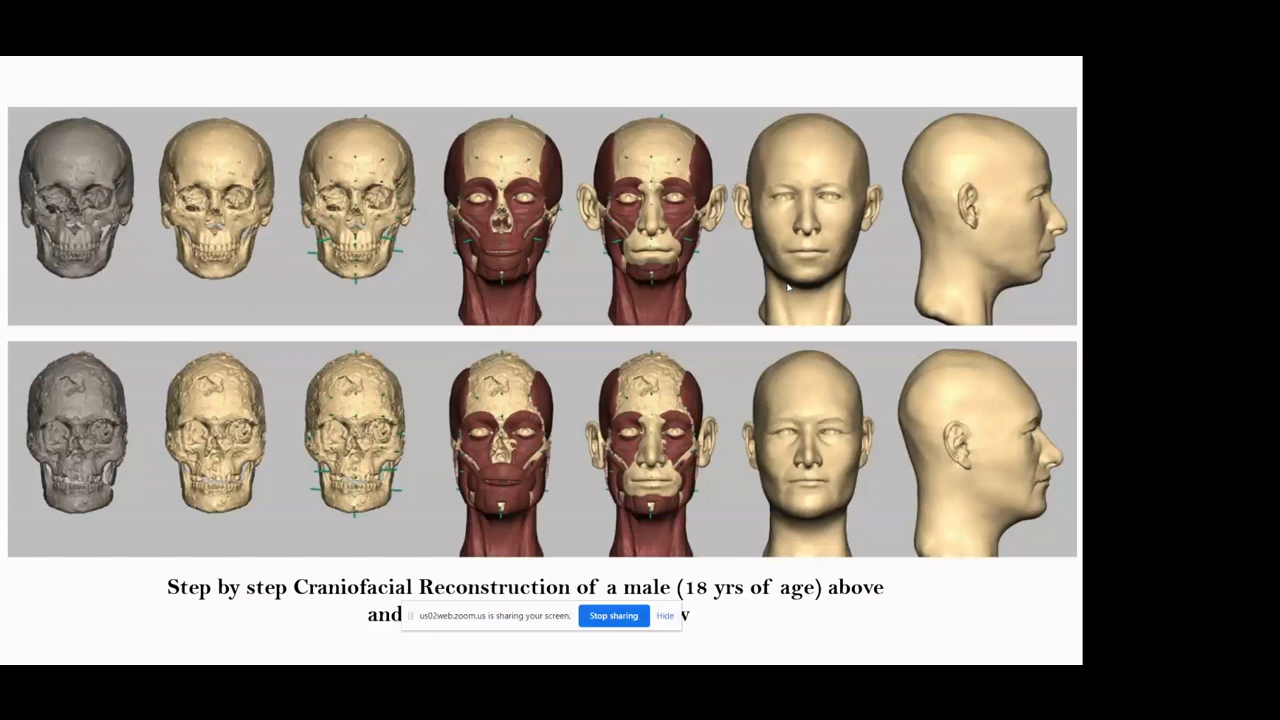 Step by step Craniofacial Reconstruction of a male (18 yrs of age) above
and
us02web.zoom.us is sharing your screen. Stop sharing Hide